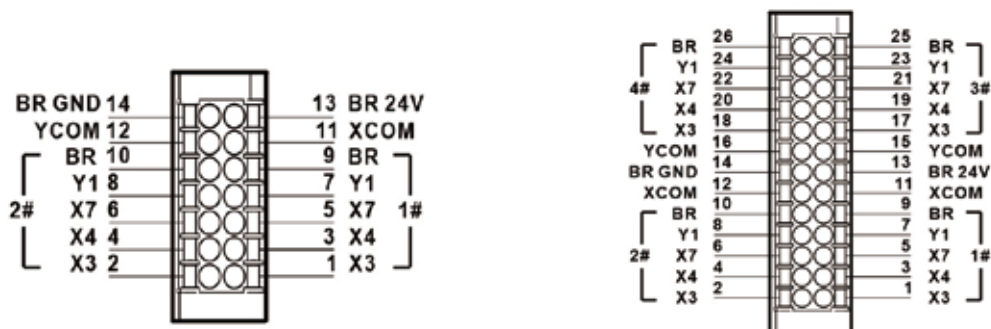 BR GND 14 13 BR 24V
YCOM 12 11 XCOM
BR 10 9 BR
Y1 8 7 Y1
2# X7 6 5 X7 1#
X4 4 3 X4
X3 2 1 X3
BR 26 25 BR
Y1 24 23 Y1
4# X7 22 21 X7 3#
X4 20 19 X4
X3 18 17 X3
YCOM 16 15 YCOM
BR GND 14 13 BR 24V
XCOM 12 11 XCOM
BR 10 9 BR
Y1 8 7 Y1
2# X7 6 5 X7 1#
X4 4 3 X4
X3 2 1 X3